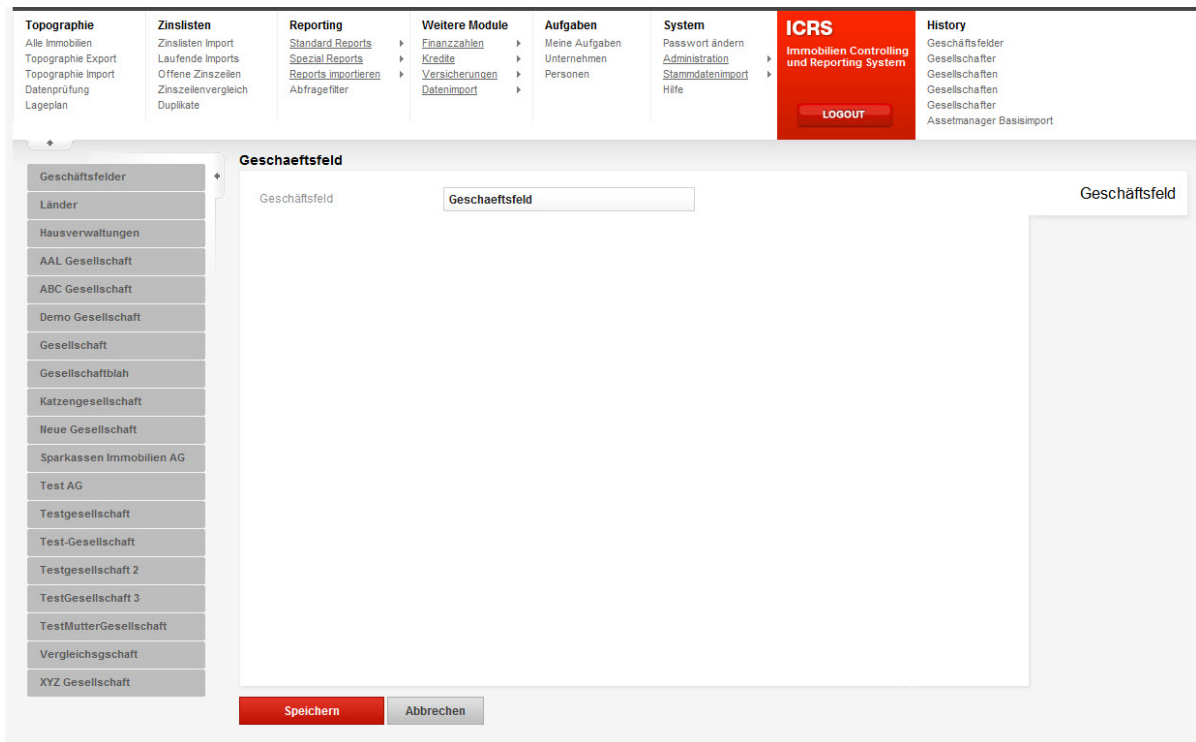 Topographie
Alle Immobilien
Topographie Export
Topographie Import
Datenprüfung
Lageplan
Zinslisten
Zinslisten Import
Laufende Imports
Offene Zinszeilen
Zinszeilenvergleich
Duplikate
Reporting
Standard Reports
Spezial Reports
Reports importieren
Abfragefilter
Weitere Module
Finanzzahlen
Kredite
Versicherungen
Datenimport
Aufgaben
Meine Aufgaben
Unternehmen
Personen
System
Passwort ändern
Administration
Stammdatenimport
Hilfe
ICRS
Immobilien Controlling
und Reporting System
LOGOUT
History
Geschäftsfelder
Gesellschafter
Gesellschaften
Gesellschaften
Gesellschafter
Assetmanager Basisimport
Geschäftsfelder
Länder
Hausverwaltungen
AAL Gesellschaft
ABC Gesellschaft
Demo Gesellschaft
Gesellschaft
Gesellschaftblah
Katzengesellschaft
Neue Gesellschaft
Sparkassen Immobilien AG
Test AG
Testgesellschaft
Test-Gesellschaft
Testgesellschaft 2
TestGesellschaft 3
TestMutterGesellschaft
Vergleichsgschaft
XYZ Gesellschaft
Geschaeftsfeld
Geschäftsfeld
Geschaeftsfeld
Geschäftsfeld
Speichern
Abbrechen